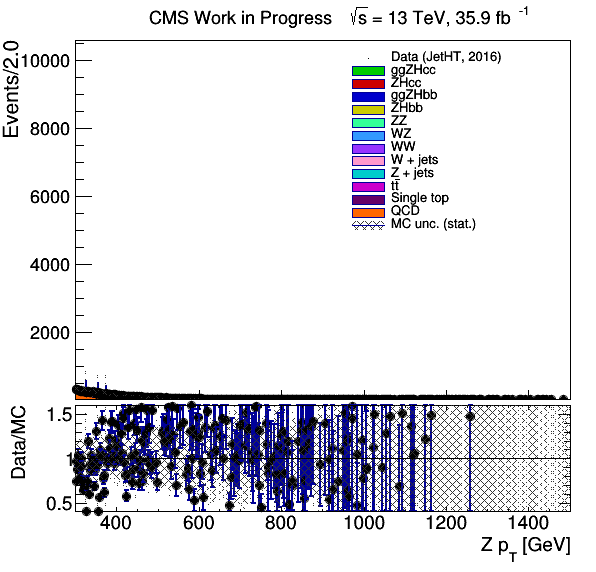 CMS Work in Progress √s = 13 TeV, 35.9 fb⁻¹
Events/2.0
10000
8000
6000
4000
2000
Data (JetHT, 2016)
ggZHcc
ZHcc
ggZHbb
ZHbb
ZZ
WZ
WW
W + jets
Z + jets
tt̄
Single top
QCD
MC unc. (stat.)
Data/MC
1.5
1
0.5
400 600 800 1000 1200 1400
Z p_T [GeV]